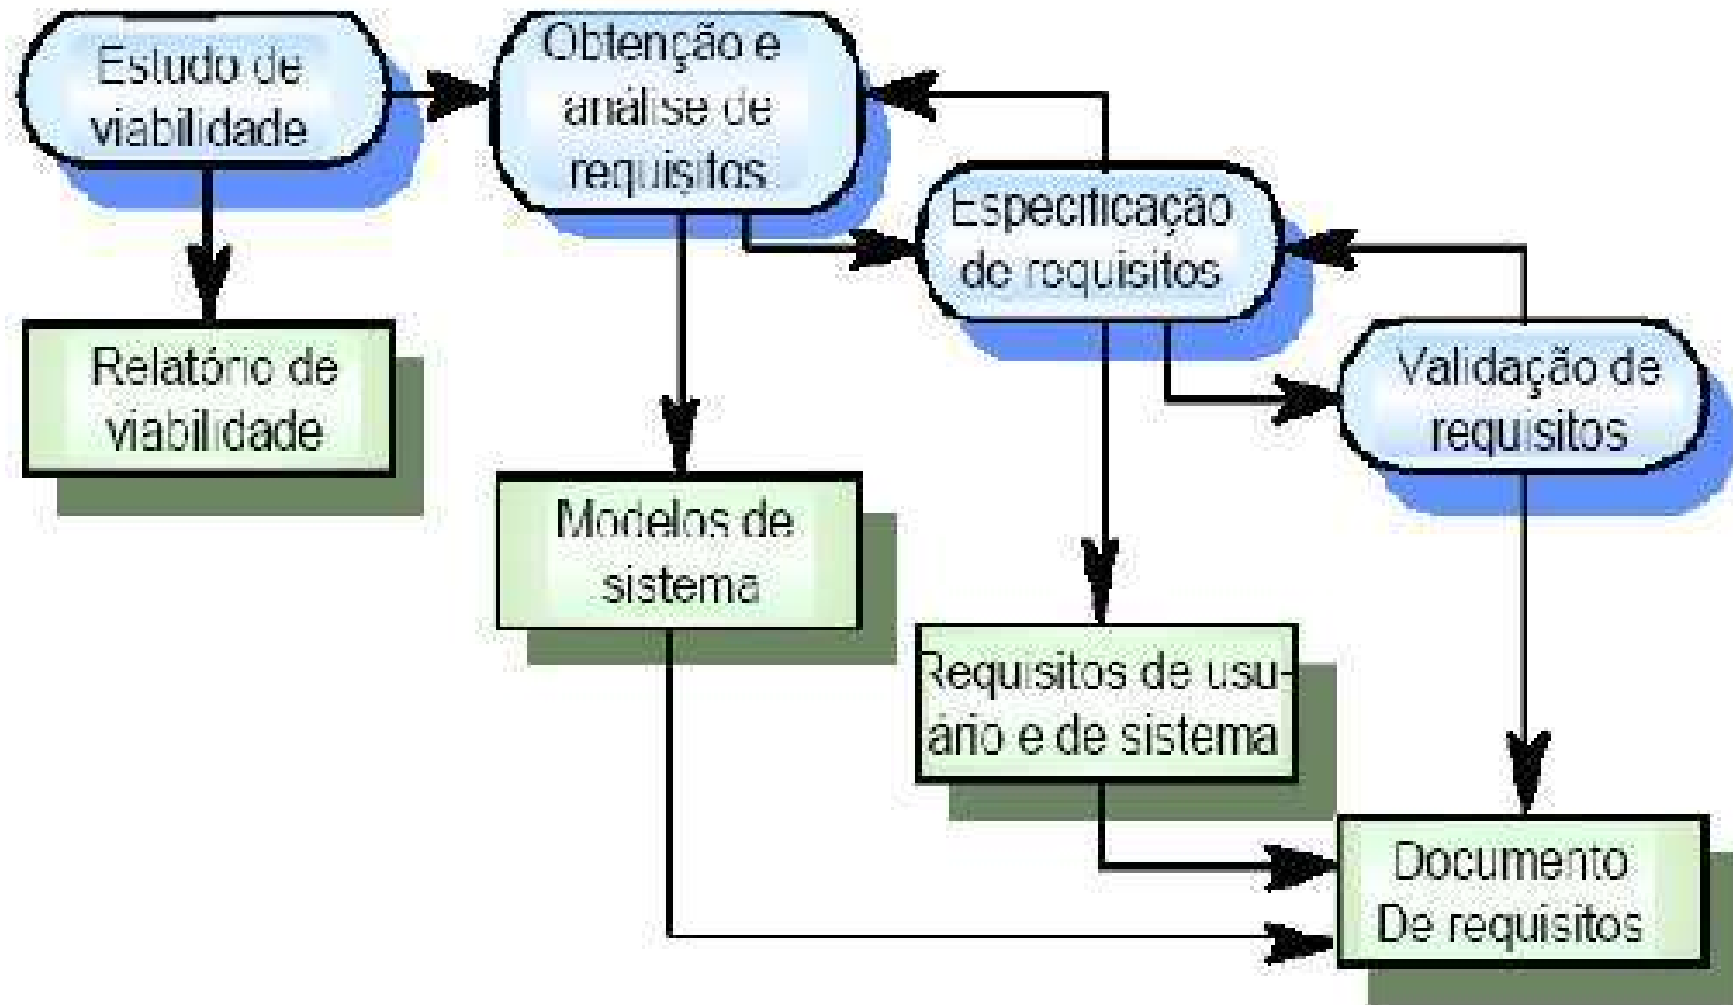 Estudo de
viabilidade
Obtenção e
análise de
requisitos
Especificação
de requisitos
Validação de
requisitos
Relatório de
viabilidade
Modelos de
sistema
Requisitos de usu-
ário e de sistema
Documento
De requisitos